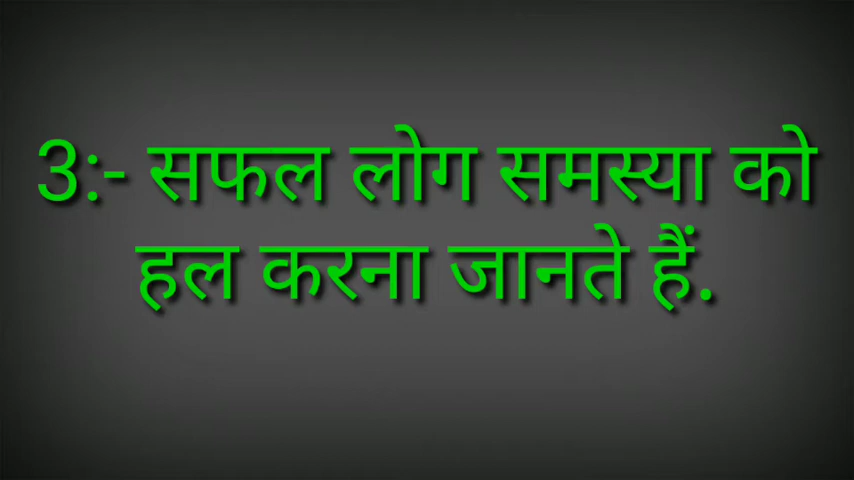 3:- सफल लोग समस्या को
हल करना जानते हैं.